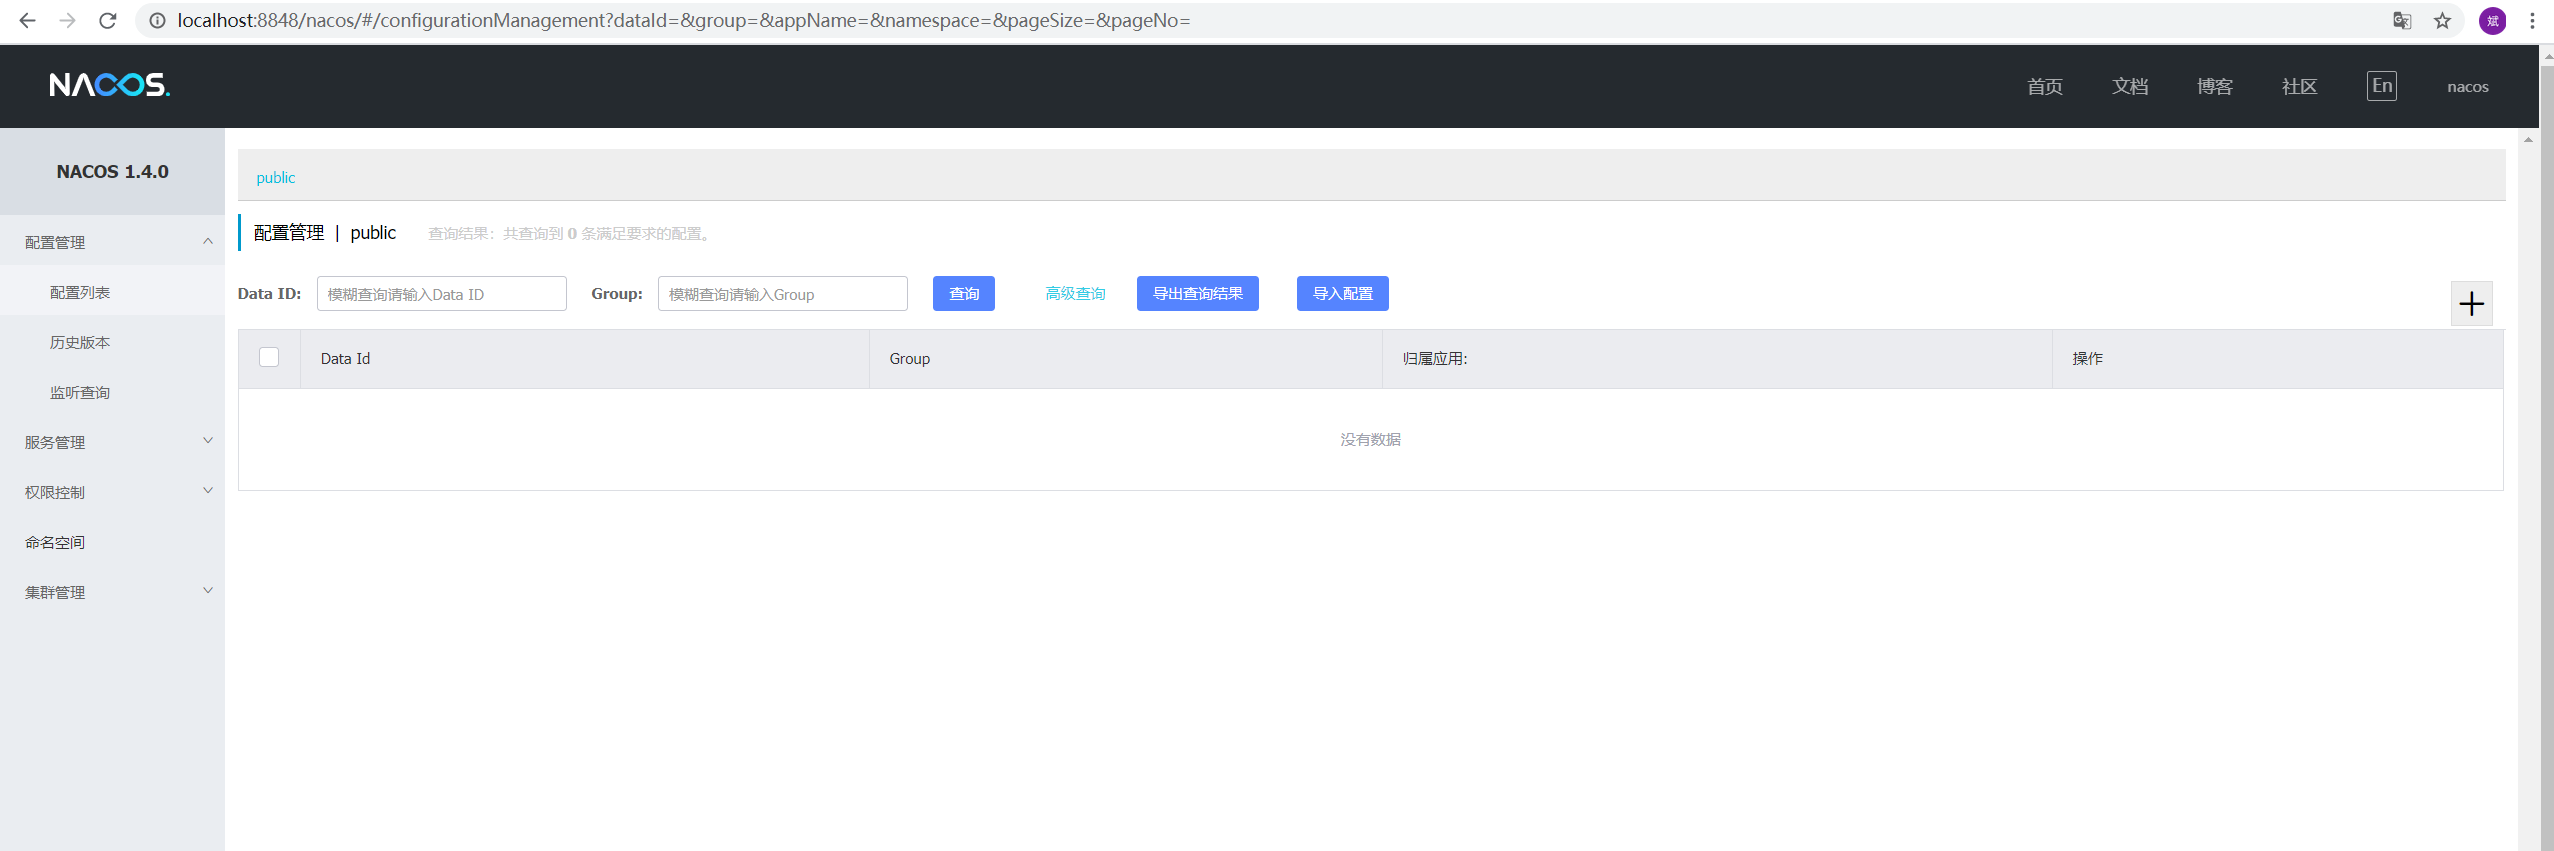 localhost:8848/nacos/#/configurationManagement?dataId=&group=&appName=&namespace=&pageSize=&pageNo=
斌
NACOS.
首页 文档 博客 社区 En nacos
NACOS 1.4.0
配置管理
配置列表
历史版本
监听查询
服务管理
权限控制
命名空间
集群管理
public
配置管理 | public 查询结果：共查询到 0 条满足要求的配置。
Data ID: 模糊查询请输入Data ID Group: 模糊查询请输入Group 查询 高级查询 导出查询结果 导入配置
Data Id Group 归属应用: 操作
没有数据